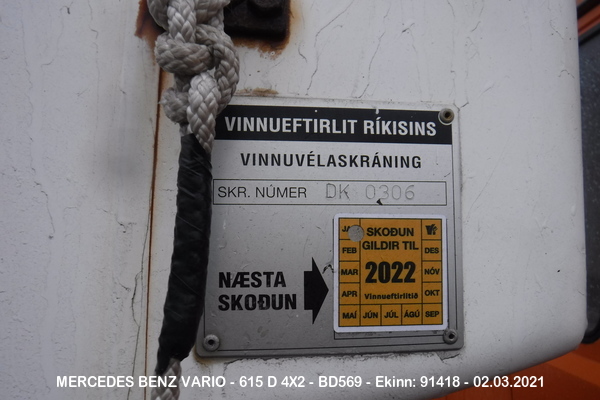 VINNUEFTIRLIT RÍKISINS
VINNUVÉLASKRÁNING
SKR. NÚMER DK 0306
NÆSTA
SKOÐUN
SKOÐUN
GILDIR TIL
2022
Vinnueftirlitið
FEB
MAR
APR
MAÍ JÚN JÚL ÁGÚ SEP
OKT
NÓV
DES
MERCEDES BENZ VARIO - 615 D 4X2 - BD569 - Ekinn: 91418 - 02.03.2021